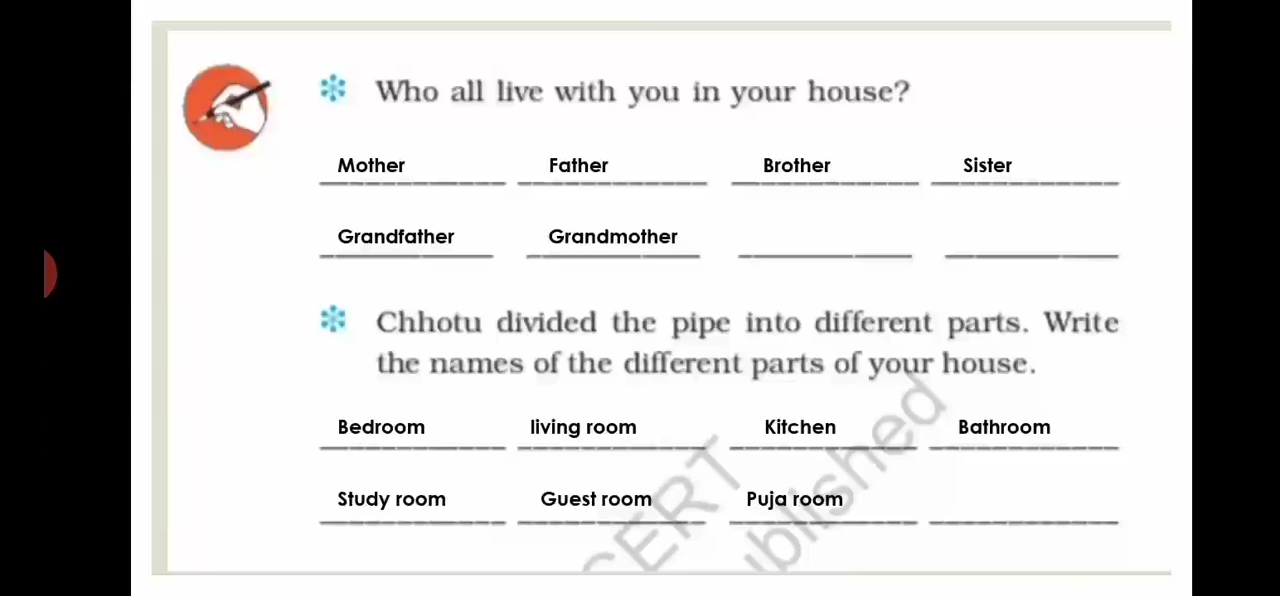 Who all live with you in your house?
Mother Father Brother Sister
Grandfather Grandmother
Chhotu divided the pipe into different parts. Write
the names of the different parts of your house.
Bedroom living room Kitchen Bathroom
Study room Guest room Puja room